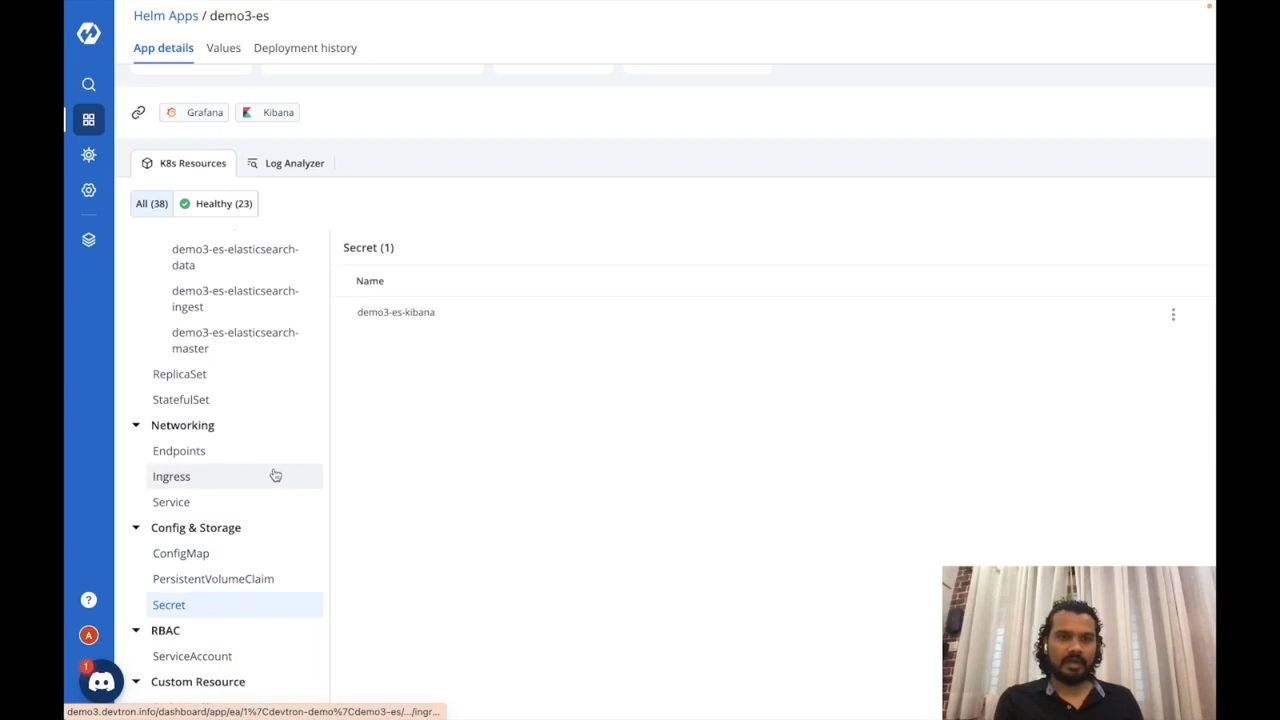 Helm Apps / demo3-es
App details Values Deployment history
Grafana Kibana
K8s Resources Log Analyzer
All (38) Healthy (23)
demo3-es-elasticsearch-
data
demo3-es-elasticsearch-
ingest
demo3-es-elasticsearch-
master
ReplicaSet
StatefulSet
Networking
Endpoints
Ingress
Service
Config & Storage
ConfigMap
PersistentVolumeClaim
Secret
RBAC
ServiceAccount
Custom Resource
Secret (1)
Name
demo3-es-kibana
?
A
1
demo3.devtron.info/dashboard/app/ea/1%7Cdevtron-demo%7Cdemo3-es/.../ingr...